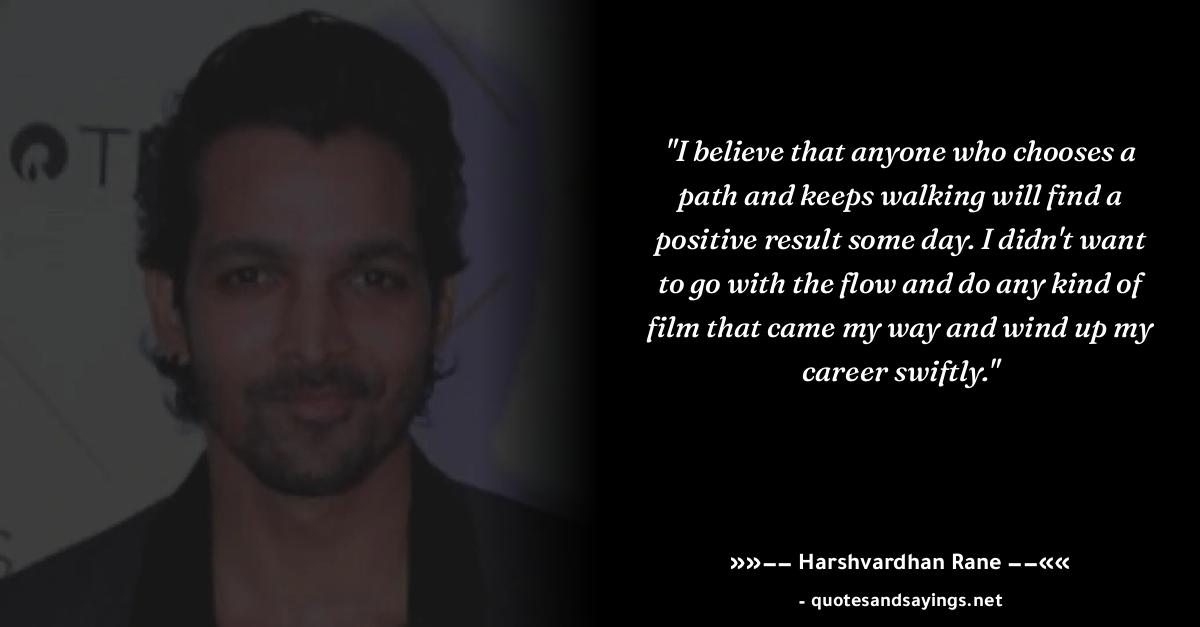 "I believe that anyone who chooses a
path and keeps walking will find a
positive result some day. I didn't want
to go with the flow and do any kind of
film that came my way and wind up my
career swiftly."
»»–– Harshvardhan Rane ––««
- quotesandsayings.net